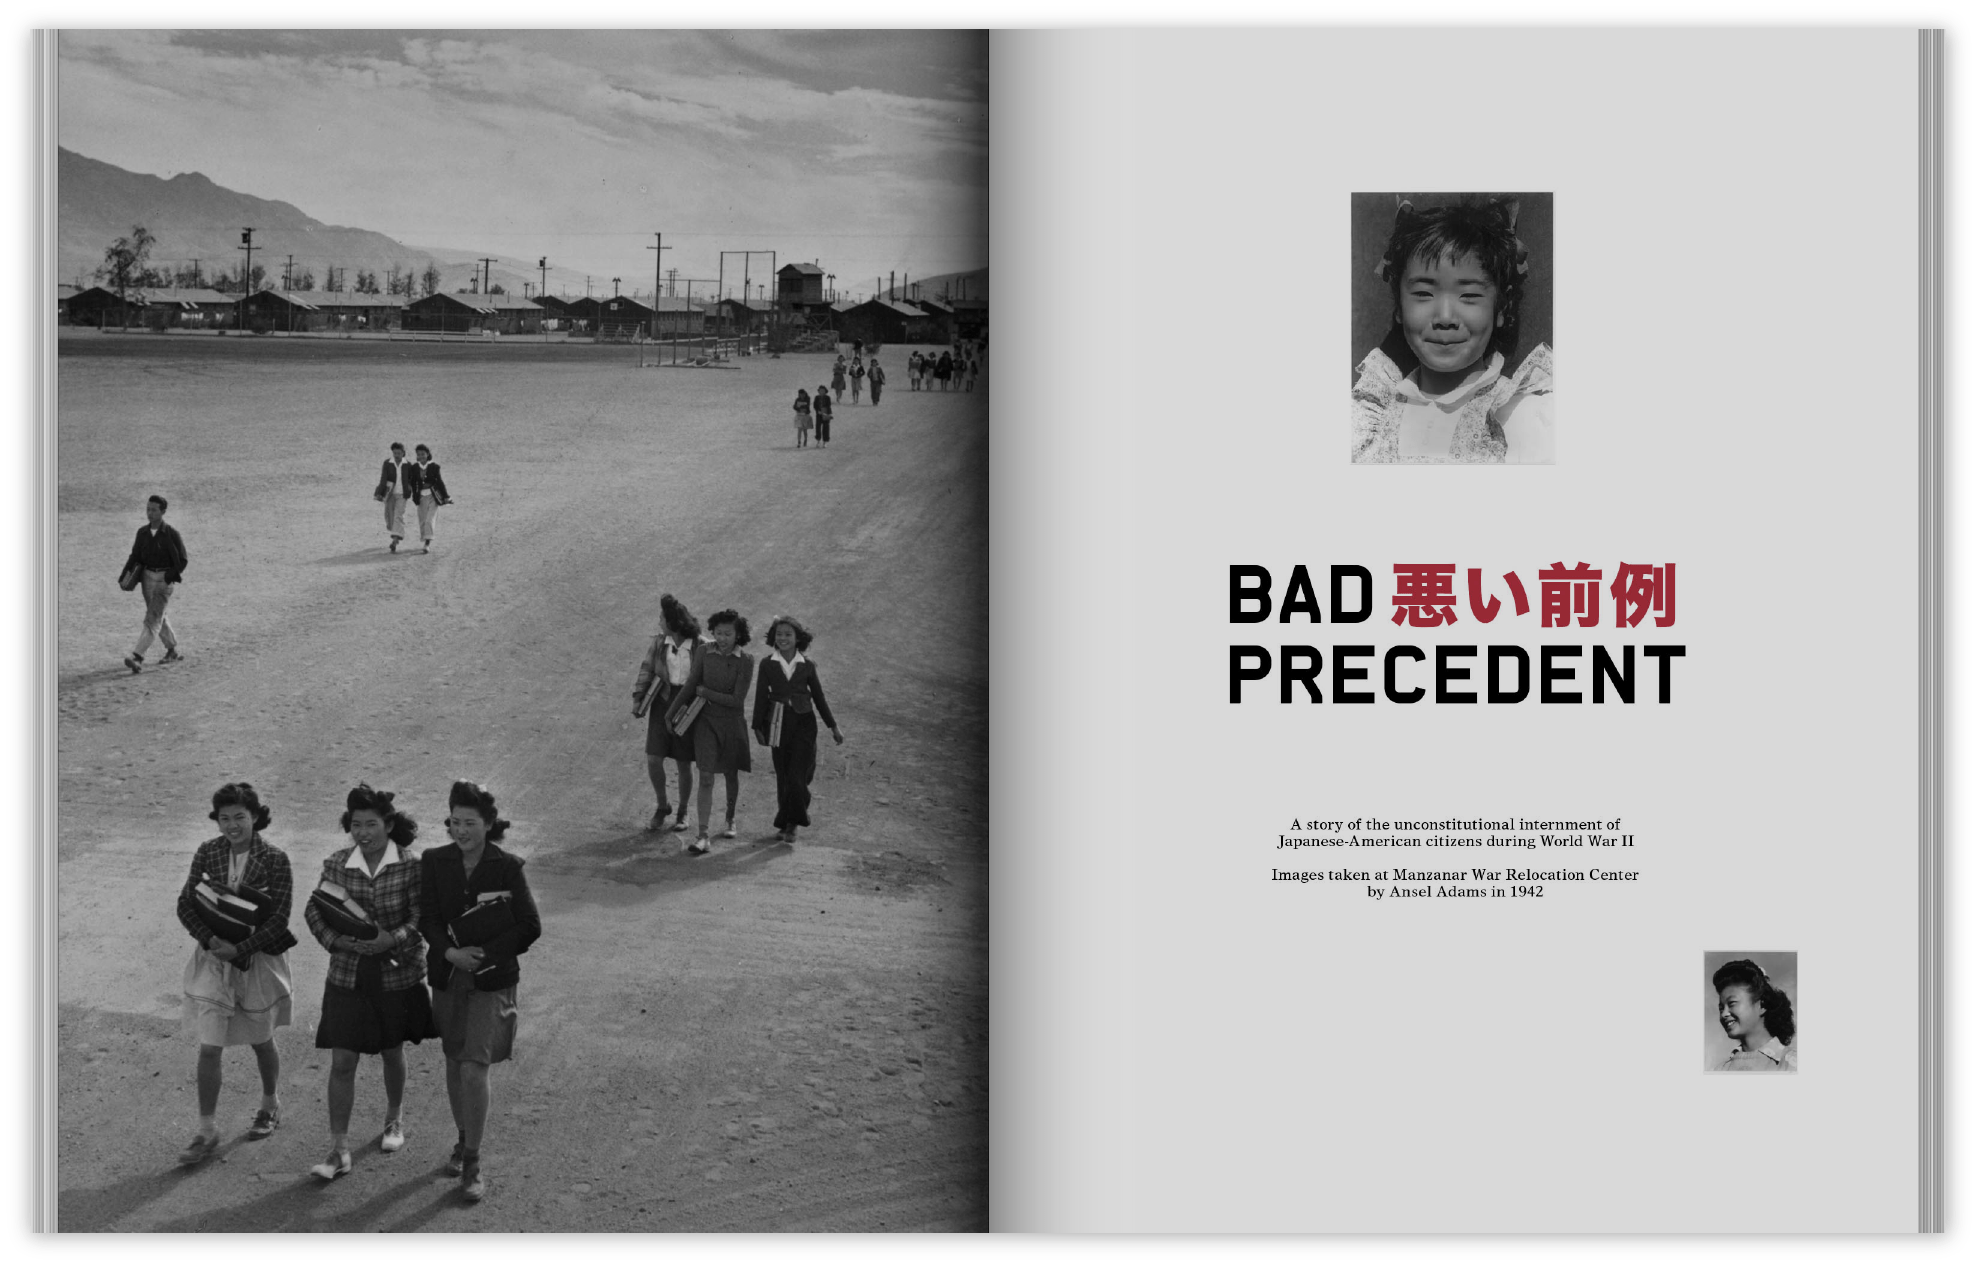 BAD 悪い前例
PRECEDENT
A story of the unconstitutional internment of
Japanese-American citizens during World War II
Images taken at Manzanar War Relocation Center
by Ansel Adams in 1942